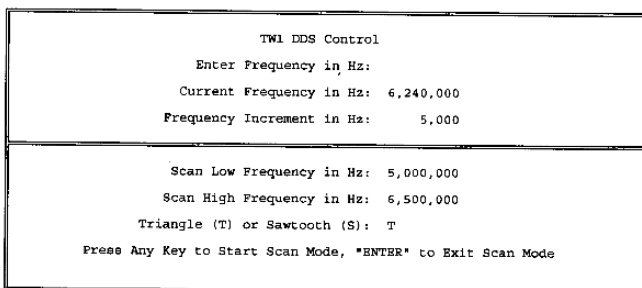 TW1 DDS Control
Enter Frequency in Hz:
Current Frequency in Hz: 6,240,000
Frequency Increment in Hz: 5,000
Scan Low Frequency in Hz: 5,000,000
Scan High Frequency in Hz: 6,500,000
Triangle (T) or Sawtooth (S): T
Press Any Key to Start Scan Mode, "ENTER" to Exit Scan Mode